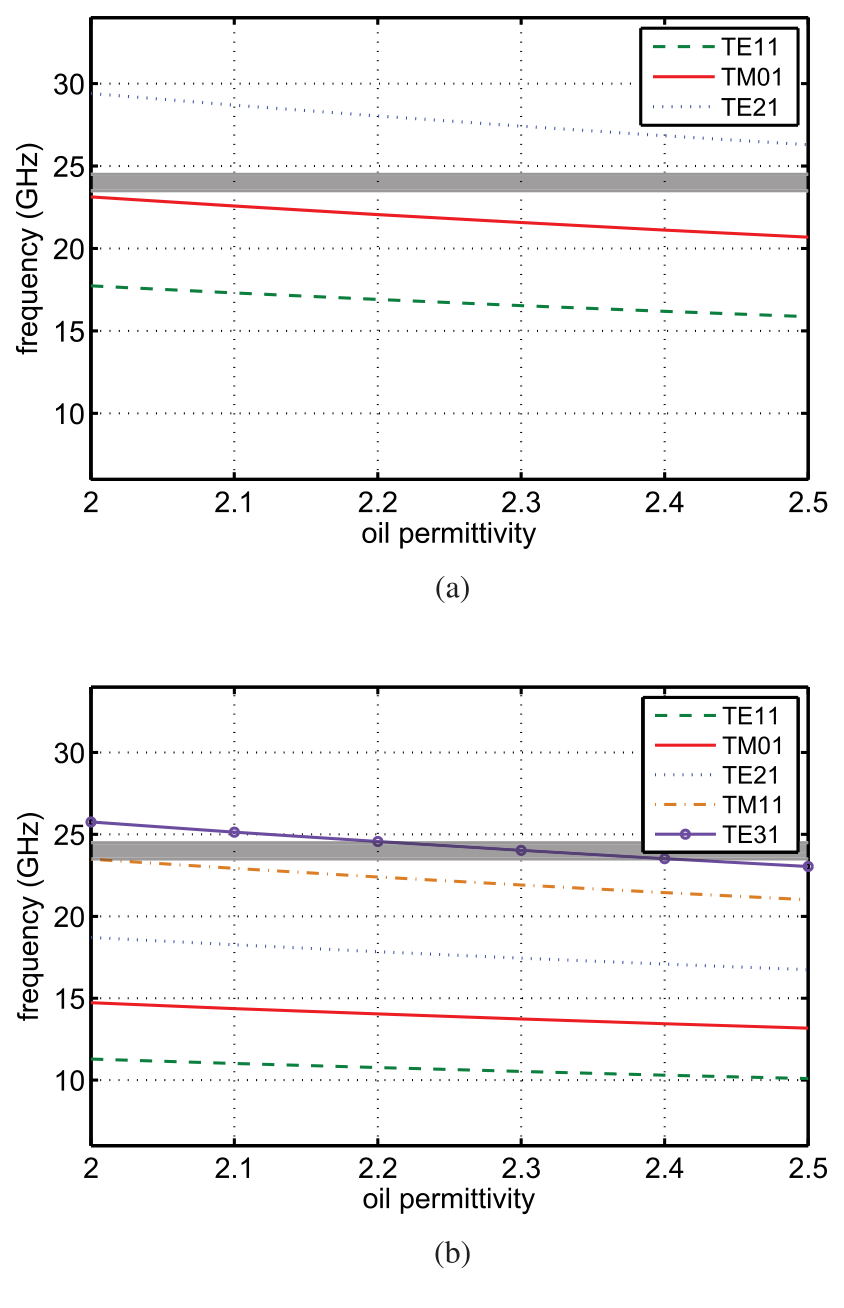 TE11
TM01
TE21
30
25
20
15
10
frequency (GHz)
2 2.1 2.2 2.3 2.4 2.5
oil permittivity
(a)
TE11
TM01
TE21
TM11
TE31
30
25
20
15
10
frequency (GHz)
2 2.1 2.2 2.3 2.4 2.5
oil permittivity
(b)